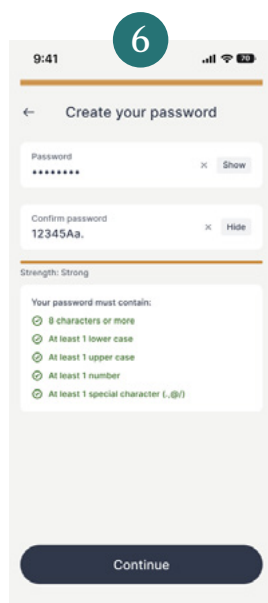 6
9:41
70
← Create your password
Password
•••••••• × Show
Confirm password
12345Aa. × Hide
Strength: Strong
Your password must contain:
8 characters or more
At least 1 lower case
At least 1 upper case
At least 1 number
At least 1 special character (.,@/)
Continue